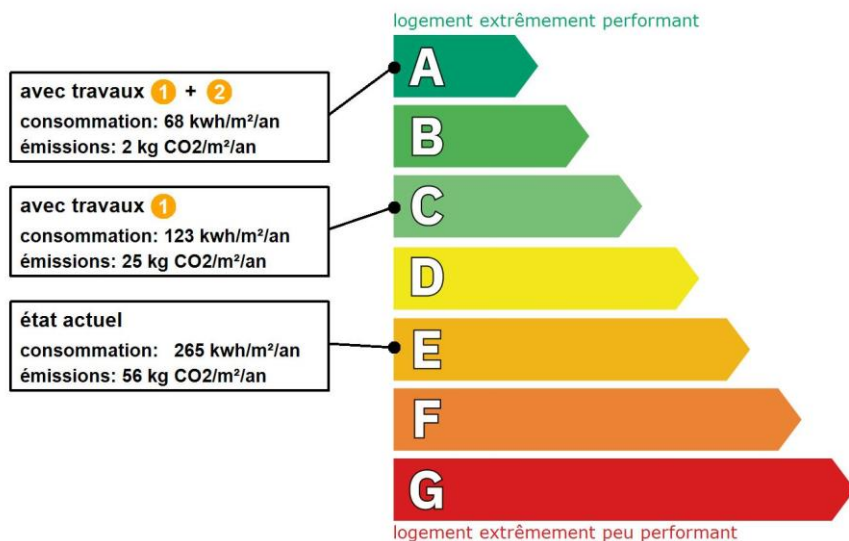 logement extrêmement performant
A
avec travaux 1 + 2
consommation: 68 kwh/m²/an
émissions: 2 kg CO2/m²/an
B
avec travaux 1
consommation: 123 kwh/m²/an
émissions: 25 kg CO2/m²/an
C
D
état actuel
consommation: 265 kwh/m²/an
émissions: 56 kg CO2/m²/an
E
F
G
logement extrêmement peu performant